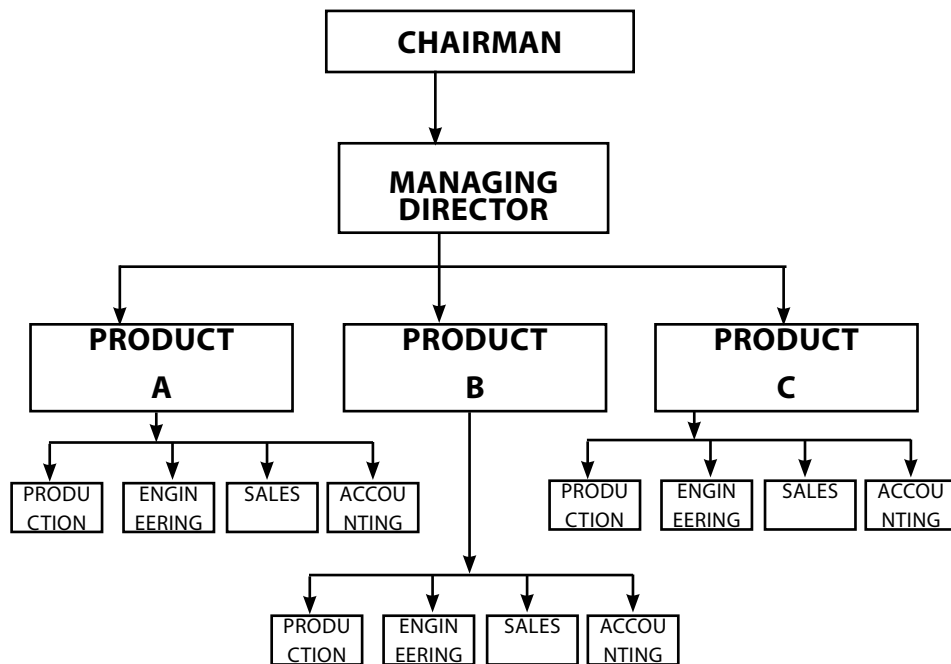 CHAIRMAN
MANAGING
DIRECTOR
PRODUCT
A
PRODUCT
B
PRODUCT
C
PRODU
CTION
ENGIN
EERING
SALES
ACCOU
NTING
PRODU
CTION
ENGIN
EERING
SALES
ACCOU
NTING
PRODU
CTION
ENGIN
EERING
SALES
ACCOU
NTING